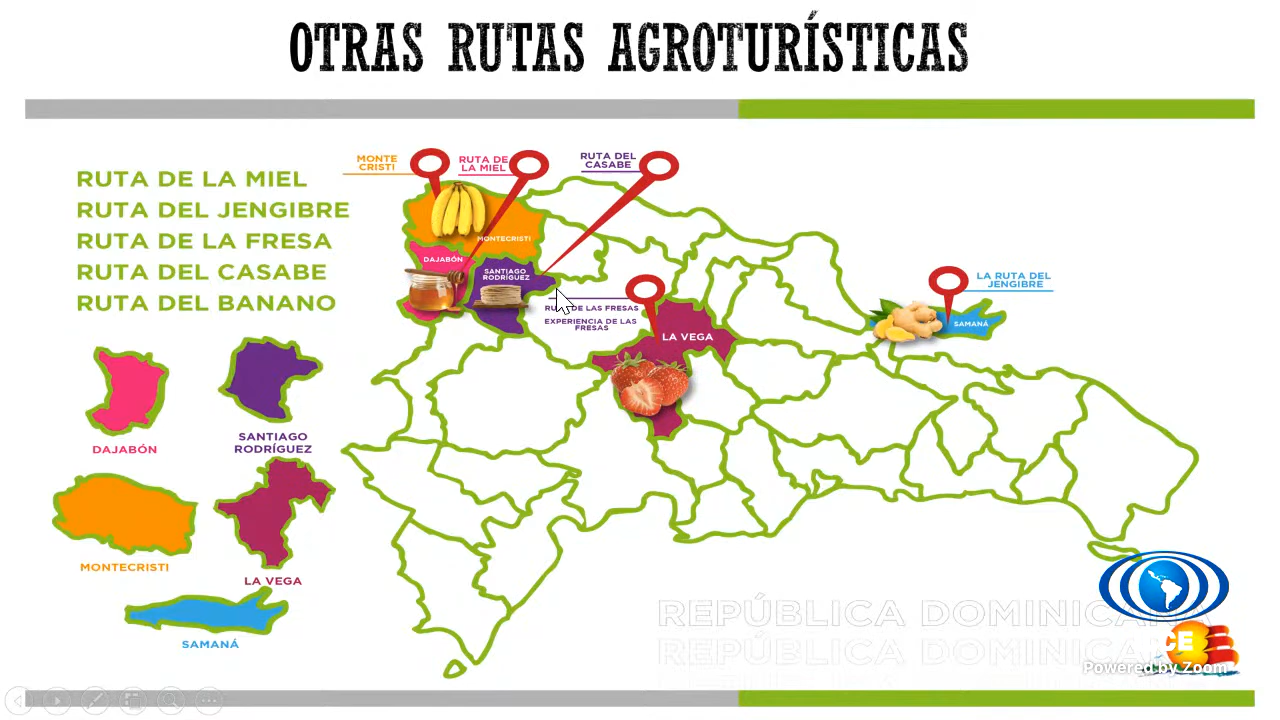 OTRAS RUTAS AGROTURÍSTICAS
RUTA DE LA MIEL
RUTA DEL JENGIBRE
RUTA DE LA FRESA
RUTA DEL CASABE
RUTA DEL BANANO
MONTE
CRISTI
RUTA DE
LA MIEL
RUTA DEL
CASABE
MONTECRISTI
DAJABÓN
SANTIAGO
RODRÍGUEZ
DE LAS FRESAS
EXPERIENCIA DE LAS
FRESAS
LA VEGA
LA RUTA DEL
JENGIBRE
SAMANÁ
DAJABÓN
SANTIAGO
RODRÍGUEZ
MONTECRISTI
LA VEGA
SAMANÁ
REPÚBLICA DOMINICANA
REPÚBLICA
CE
Powered by Zoom